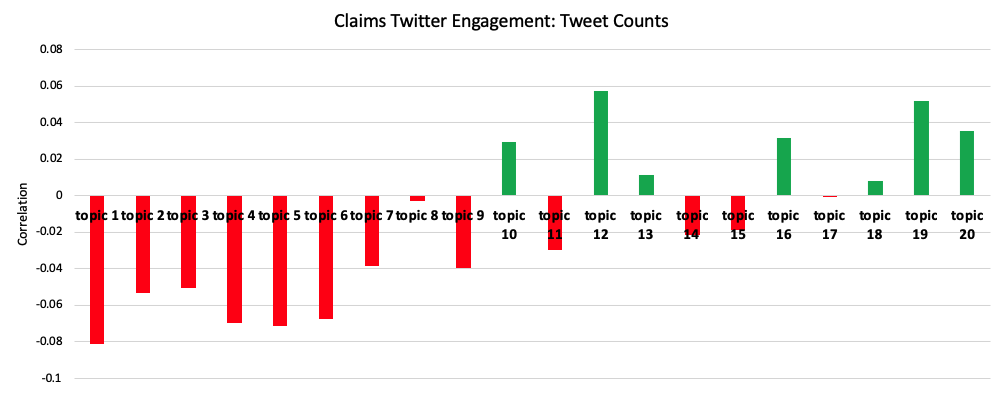 Claims Twitter Engagement: Tweet Counts
0.08
0.06
0.04
0.02
0
-0.02
-0.04
-0.06
-0.08
-0.1
Correlation
topic 1 topic 2 topic 3 topic 4 topic 5 topic 6 topic 7 topic 8 topic 9 topic topic topic topic topic topic topic topic topic topic topic
10 11 12 13 14 15 16 17 18 19 20